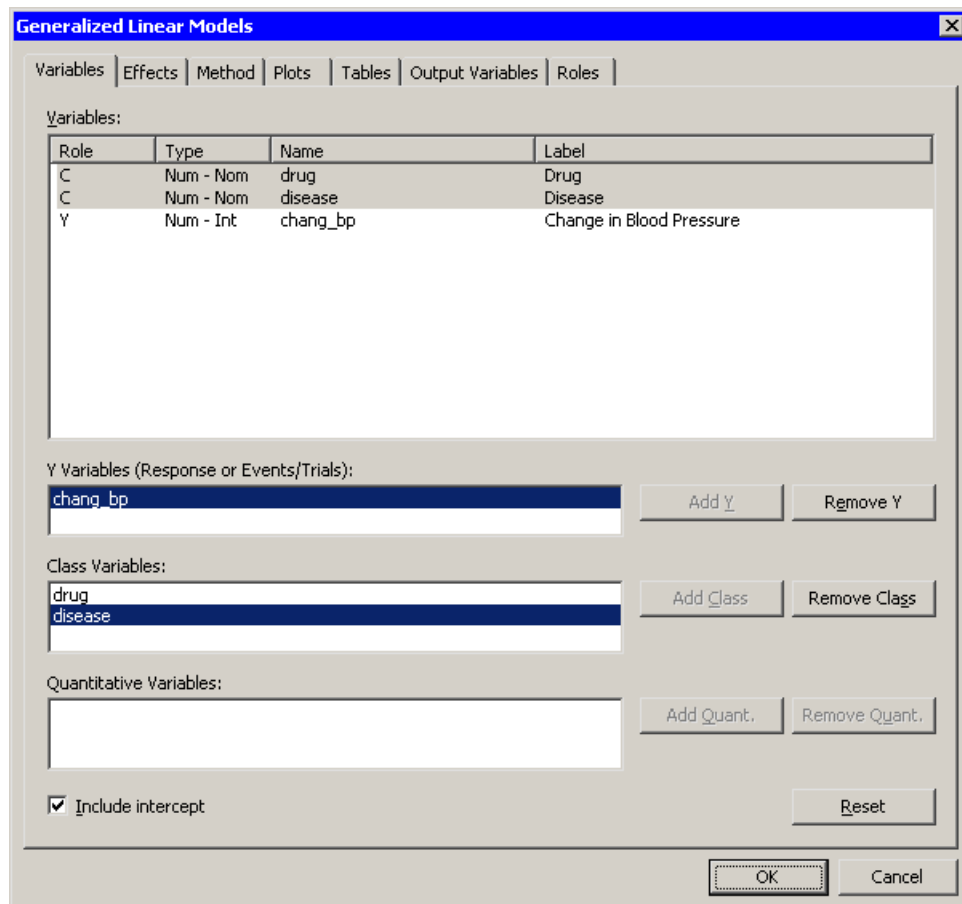 Generalized Linear Models
Variables Effects Method Plots Tables Output Variables Roles
Variables:
Role Type Name Label
C Num - Nom drug Drug
C Num - Nom disease Disease
Y Num - Int chang_bp Change in Blood Pressure
Y Variables (Response or Events/Trials):
chang_bp
Add Y Remove Y
Class Variables:
drug
disease
Add Class Remove Class
Quantitative Variables:
Add Quant. Remove Quant.
Include intercept
Reset
OK Cancel